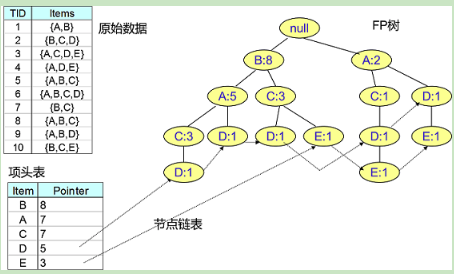 TID Items
1 {A,B}
2 {B,C,D}
3 {A,C,D,E}
4 {A,D,E}
5 {A,B,C}
6 {A,B,C,D}
7 {B,C}
8 {A,B,C}
9 {A,B,D}
10 {B,C,E}
原始数据
FP树
null
B:8 A:2
A:5 C:3 C:1 D:1
C:3 D:1 D:1 E:1 D:1 E:1
D:1 E:1
项头表
Item Pointer
B 8
A 7
C 7
D 5
E 3
节点链表